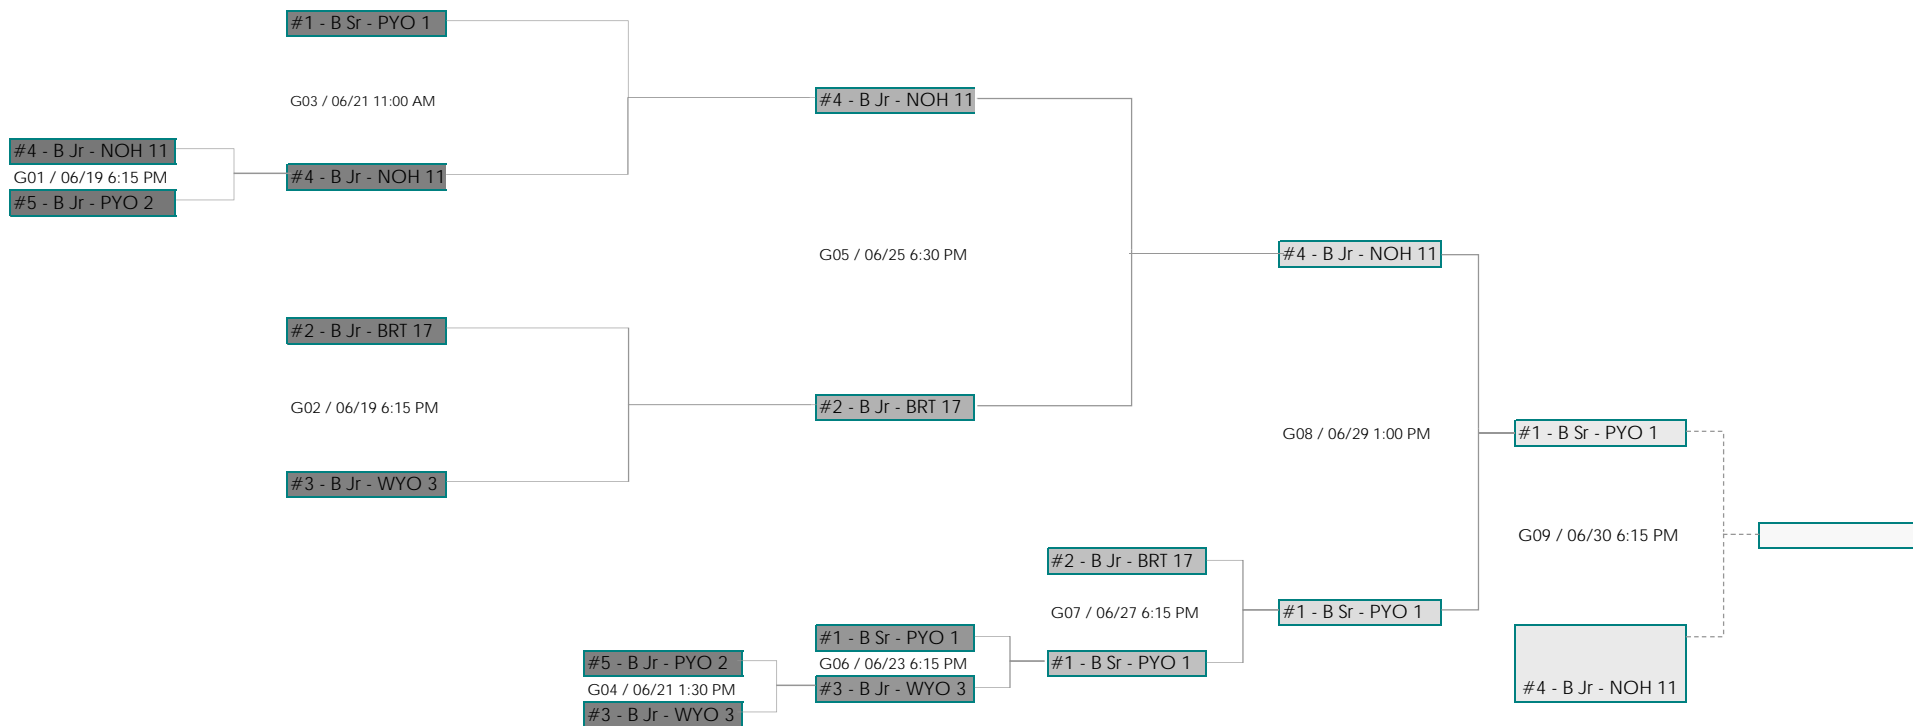 #1 - B Sr - PYO 1
G03 / 06/21 11:00 AM
#4 - B Jr - NOH 11
#4 - B Jr - NOH 11
G01 / 06/19 6:15 PM
#4 - B Jr - NOH 11
#5 - B Jr - PYO 2
G05 / 06/25 6:30 PM
#4 - B Jr - NOH 11
#2 - B Jr - BRT 17
G02 / 06/19 6:15 PM
#2 - B Jr - BRT 17
G08 / 06/29 1:00 PM
#1 - B Sr - PYO 1
#3 - B Jr - WYO 3
G09 / 06/30 6:15 PM
#2 - B Jr - BRT 17
G07 / 06/27 6:15 PM
#1 - B Sr - PYO 1
#1 - B Sr - PYO 1
#5 - B Jr - PYO 2
G06 / 06/23 6:15 PM
#1 - B Sr - PYO 1
G04 / 06/21 1:30 PM
#3 - B Jr - WYO 3
#4 - B Jr - NOH 11
#3 - B Jr - WYO 3